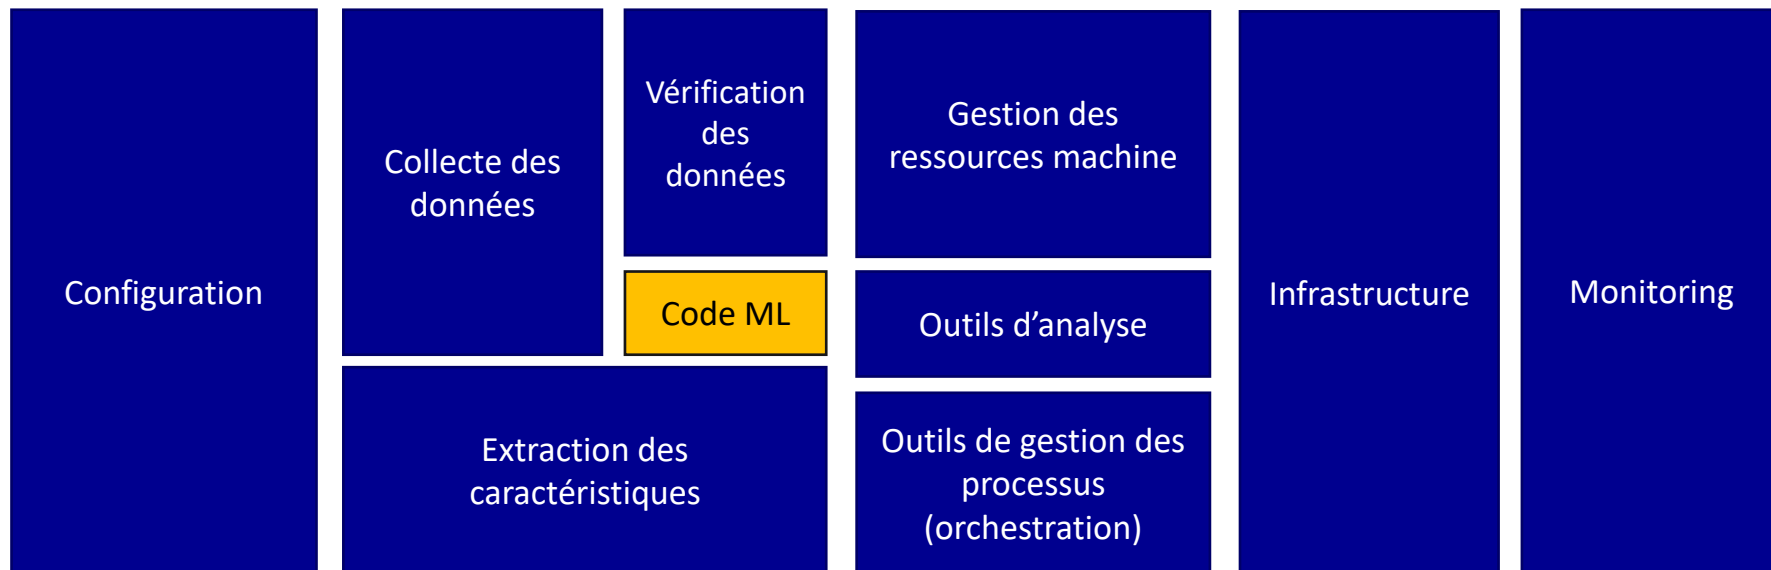 Configuration
Collecte des
données
Vérification
des
données
Code ML
Extraction des
caractéristiques
Gestion des
ressources machine
Outils d’analyse
Outils de gestion des
processus
(orchestration)
Infrastructure
Monitoring